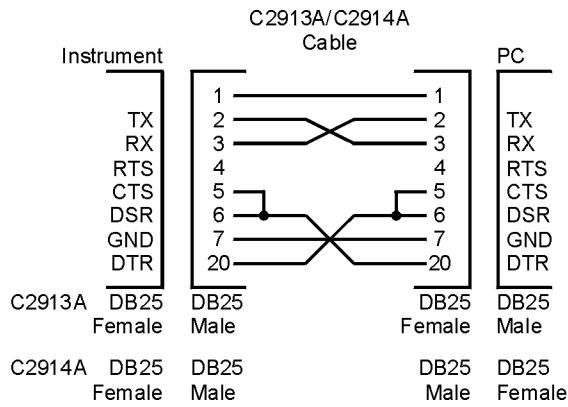 C2913A/C2914A
Cable
Instrument PC
1 1
TX 2 2 TX
RX 3 3 RX
RTS 4 4 RTS
CTS 5 5 CTS
DSR 6 6 DSR
GND 7 7 GND
DTR 20 20 DTR
C2913A DB25 DB25 DB25 DB25
Female Male Female Male
C2914A DB25 DB25 DB25 DB25
Female Male Male Female